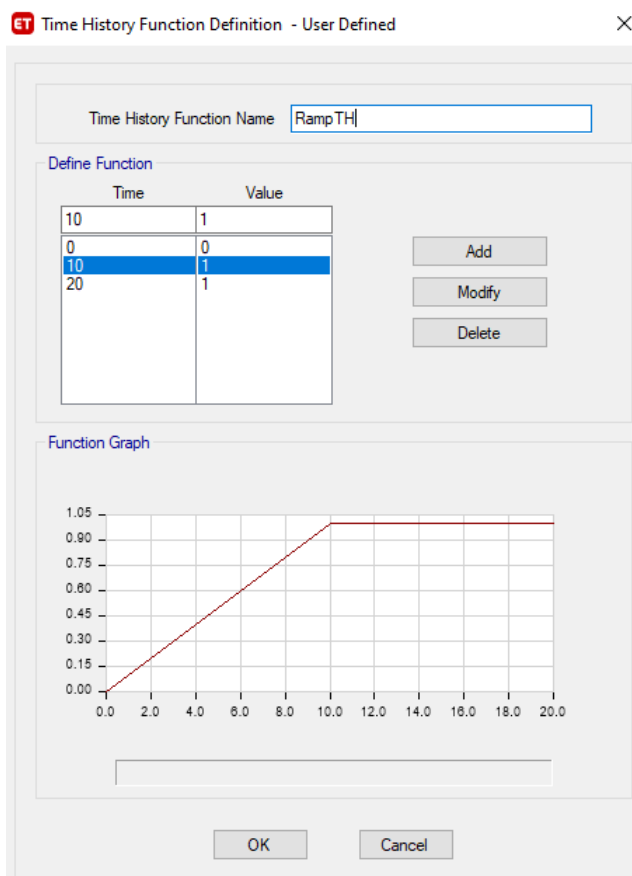 ET Time History Function Definition - User Defined
Time History Function Name RampTH
Define Function
Time Value
10 1
0 0
10 1
20 1
Add
Modify
Delete
Function Graph
1.05
0.90
0.75
0.60
0.45
0.30
0.15
0.00
0.0 2.0 4.0 6.0 8.0 10.0 12.0 14.0 16.0 18.0 20.0
OK Cancel